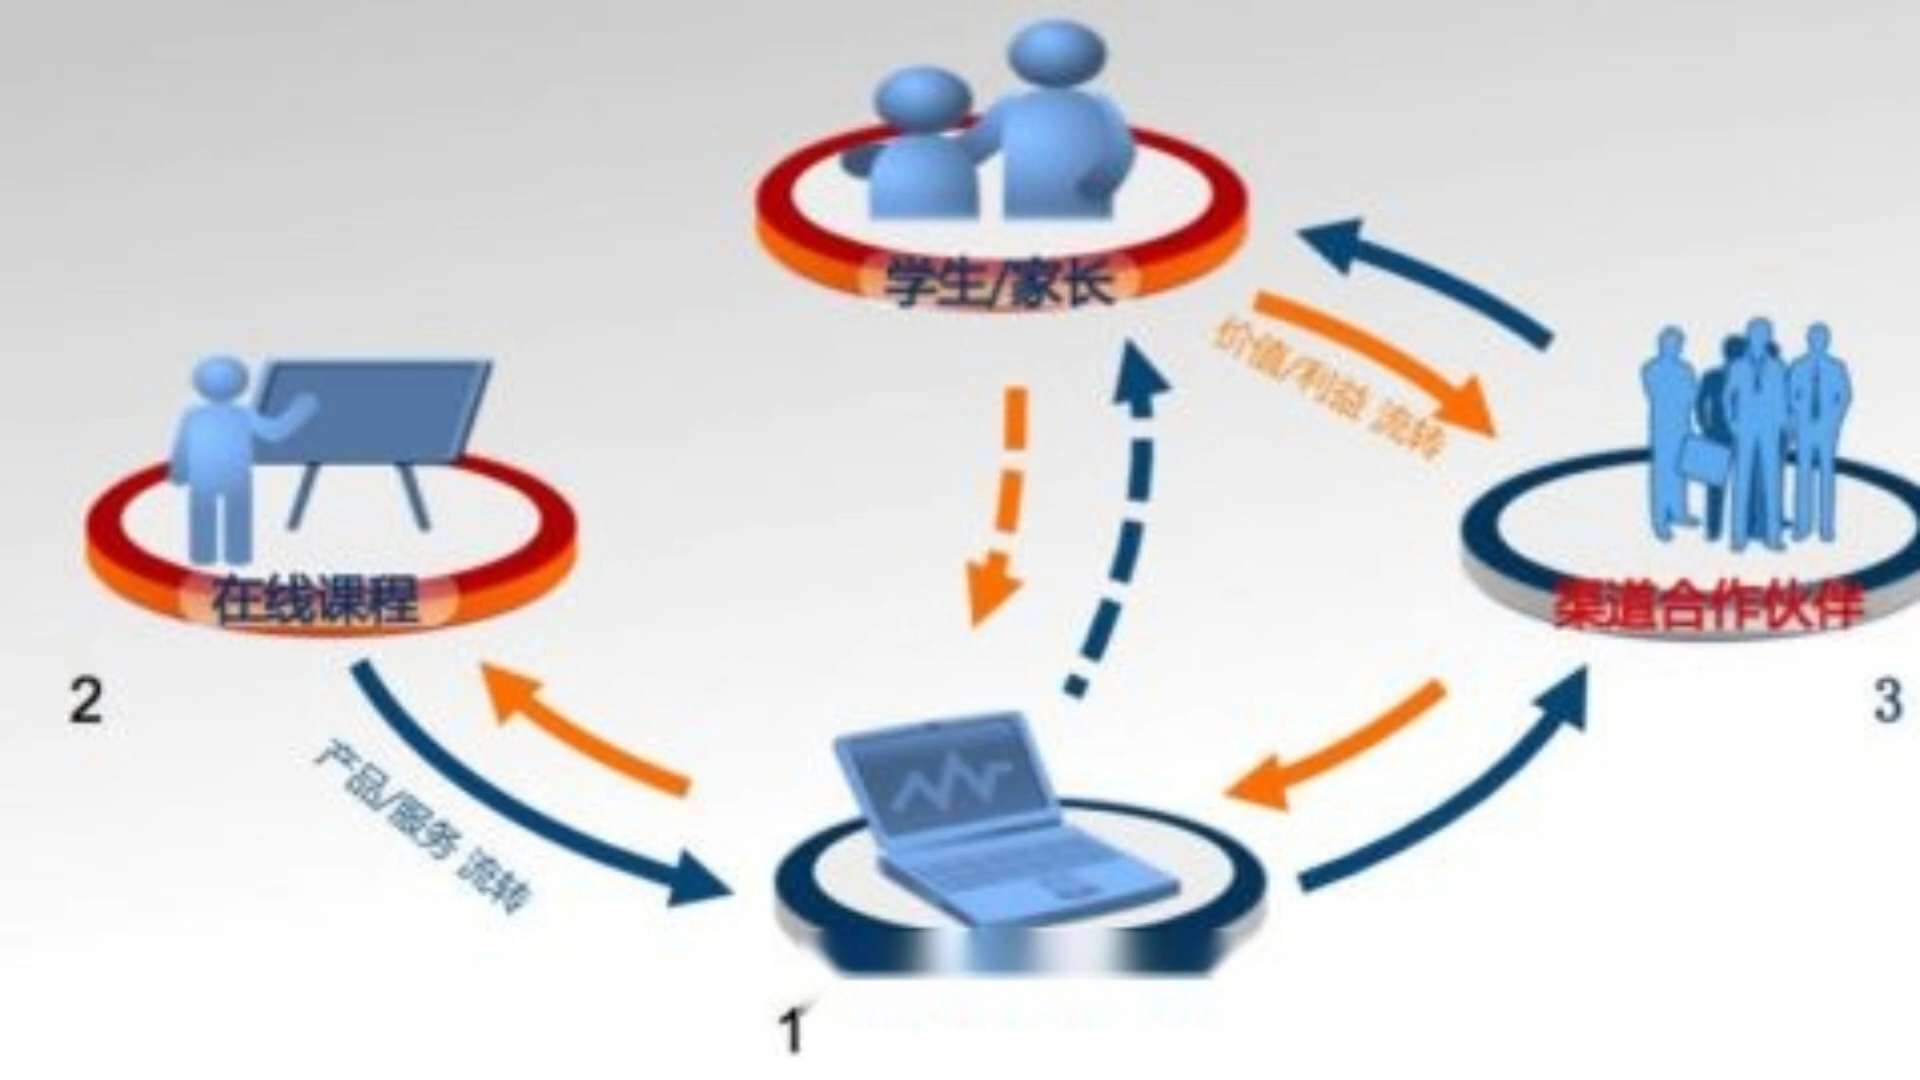 学生/家长
价值/利益 流转
在线课程
渠道合作伙伴
2
3
产品/服务 流转
1